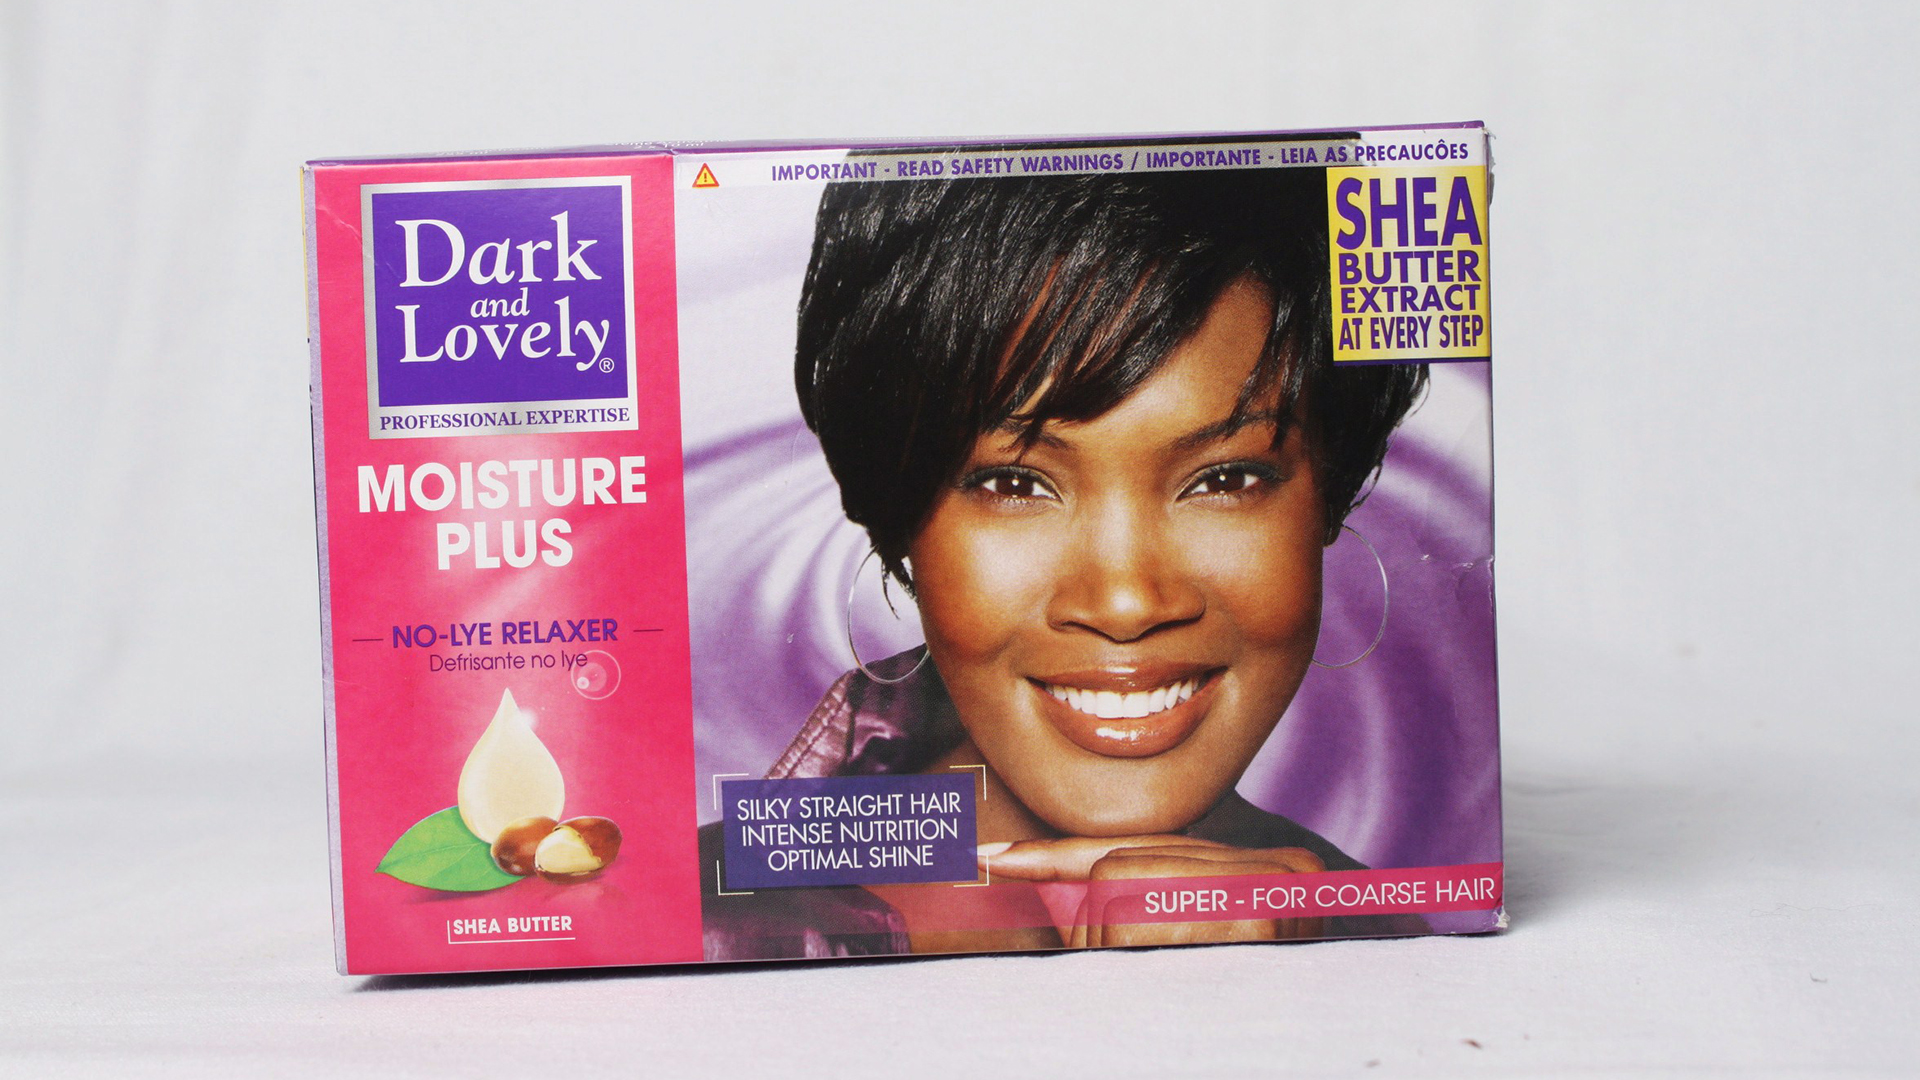 IMPORTANT - READ SAFETY WARNINGS / IMPORTANTE - LEIA AS PRECAUCÔES
Dark
and
Lovely®
PROFESSIONAL EXPERTISE
MOISTURE
PLUS
NO-LYE RELAXER
Defrisante no lye
SHEA BUTTER
SHEA
BUTTER
EXTRACT
AT EVERY STEP
SILKY STRAIGHT HAIR
INTENSE NUTRITION
OPTIMAL SHINE
SUPER - FOR COARSE HAIR